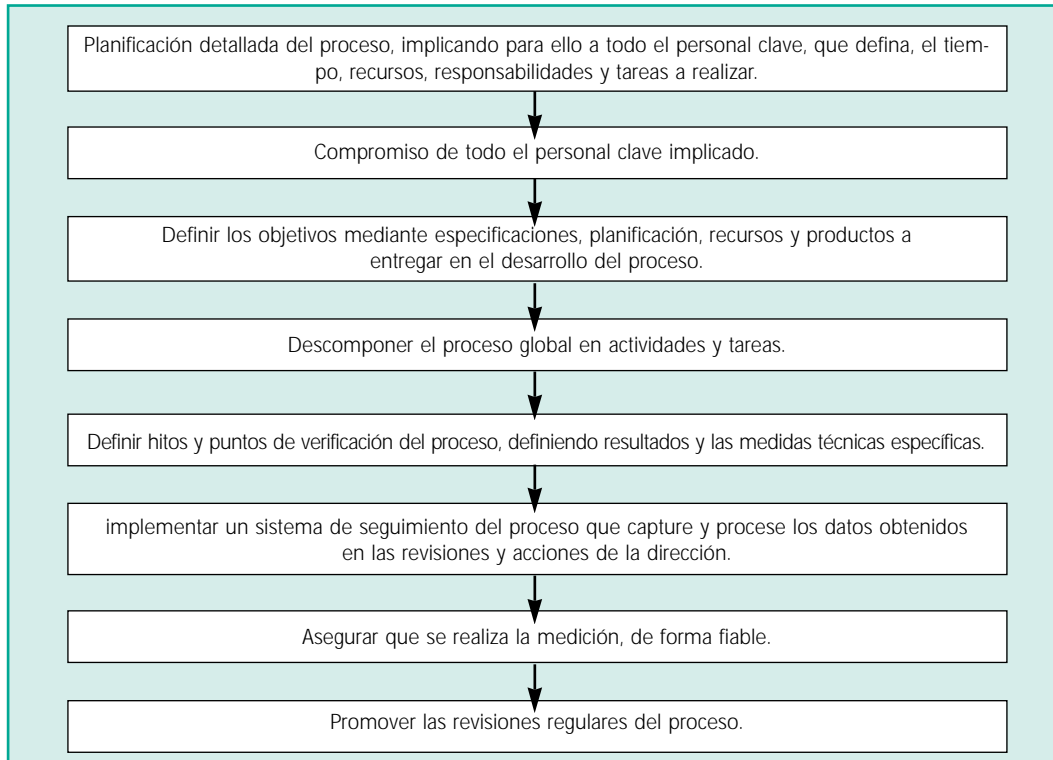 Planificación detallada del proceso, implicando para ello a todo el personal clave, que defina, el tiem-
po, recursos, responsabilidades y tareas a realizar.
Compromiso de todo el personal clave implicado.
Definir los objetivos mediante especificaciones, planificación, recursos y productos a
entregar en el desarrollo del proceso.
Descomponer el proceso global en actividades y tareas.
Definir hitos y puntos de verificación del proceso, definiendo resultados y las medidas técnicas específicas.
implementar un sistema de seguimiento del proceso que capture y procese los datos obtenidos
en las revisiones y acciones de la dirección.
Asegurar que se realiza la medición, de forma fiable.
Promover las revisiones regulares del proceso.